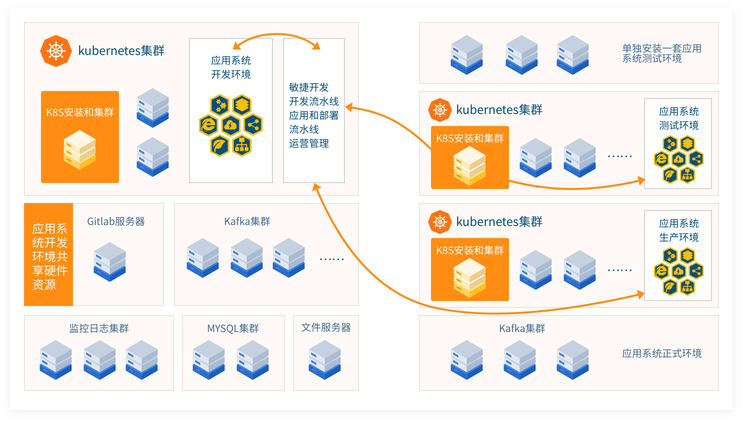 kubernetes集群
K8S安装和集群
应用系统
开发环境
敏捷开发
开发流水线
应用和部署
流水线
运营管理
应用系
统开发
环境共
享硬件
资源
Gitlab服务器
Kafka集群
……
监控日志集群
MYSQL集群
文件服务器
单独安装一套应用
系统测试环境
kubernetes集群
K8S安装和集群
……
应用系统
测试环境
kubernetes集群
K8S安装和集群
……
应用系统
生产环境
Kafka集群
应用系统正式环境